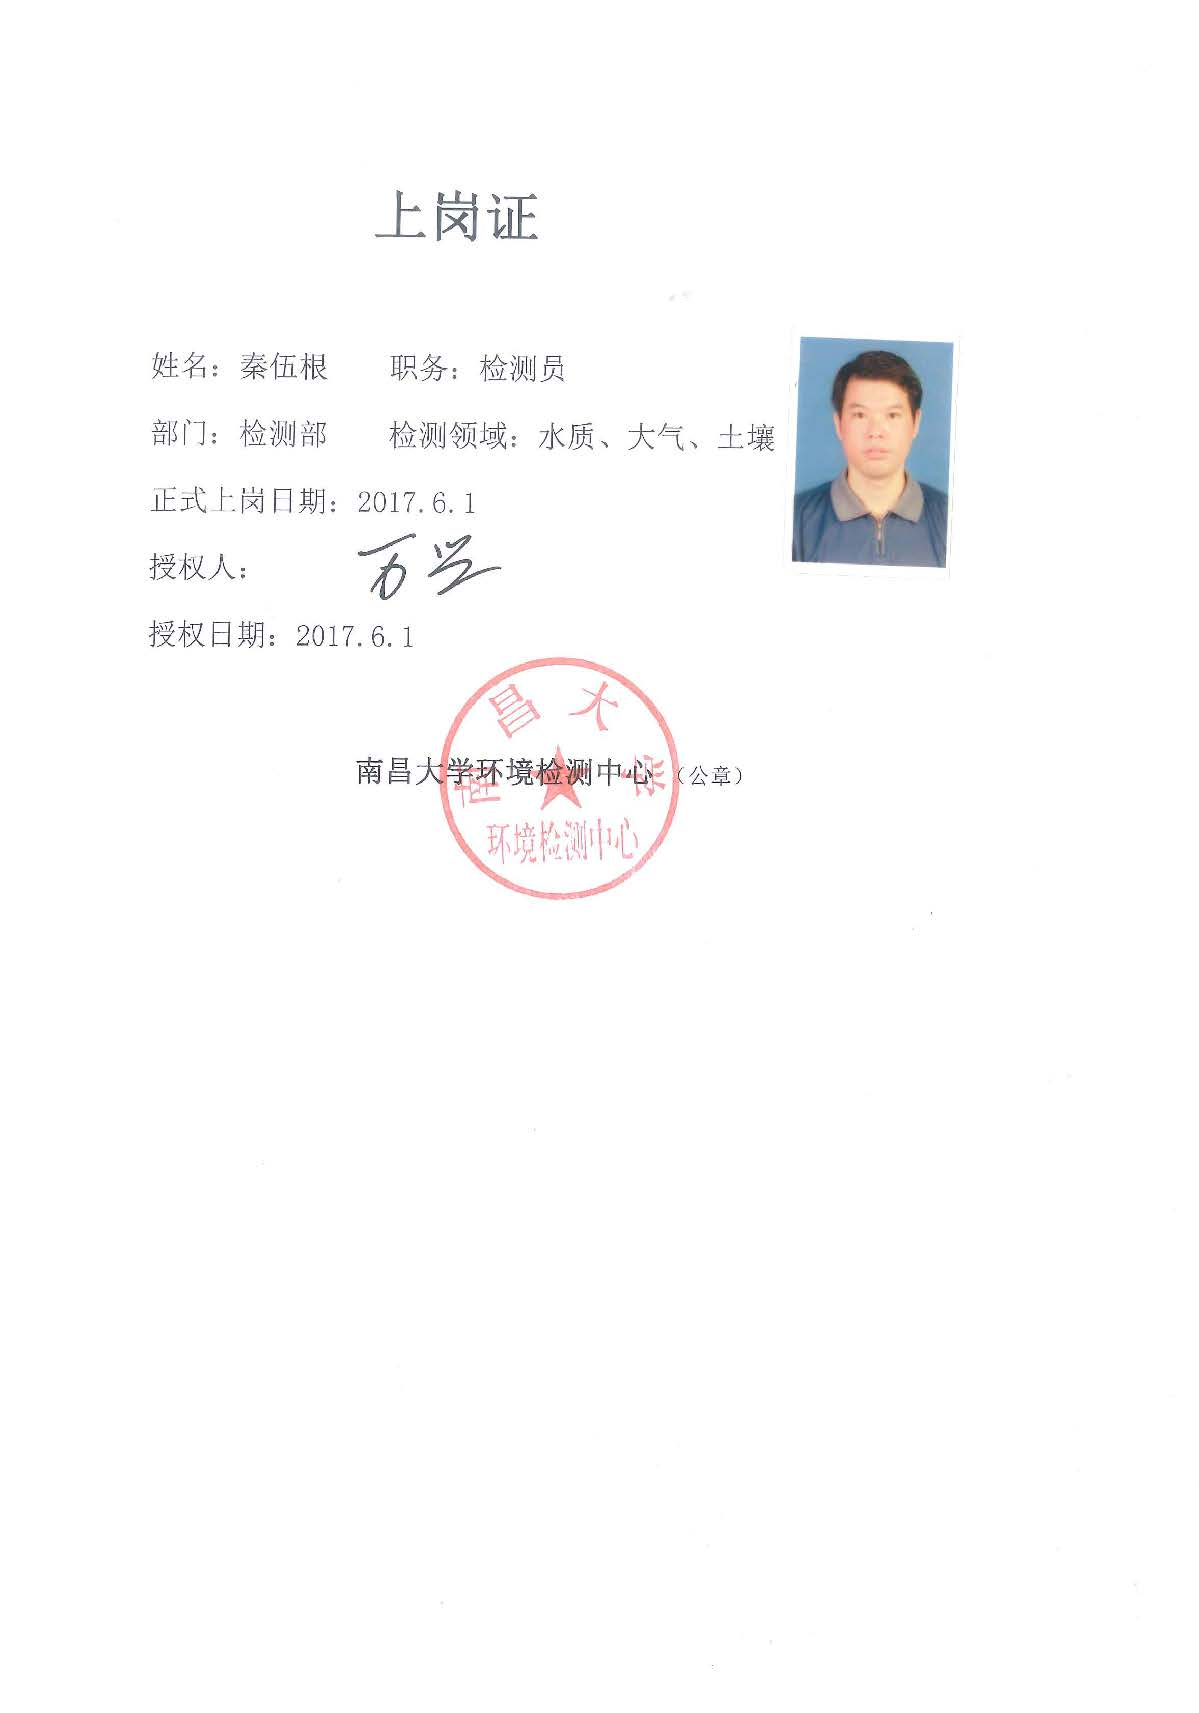 上岗证
姓名：秦伍根 职务：检测员
部门：检测部 检测领域：水质、大气、土壤
正式上岗日期：2017.6.1
授权人：
授权日期：2017.6.1
南昌大学环境检测中心（公章）
南昌大学
环境检测中心